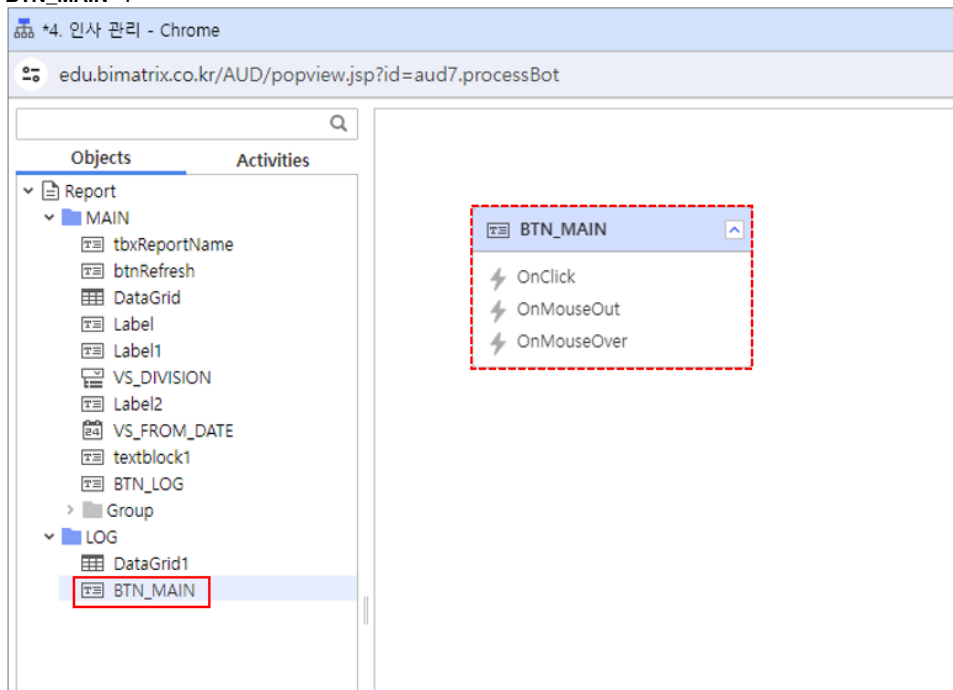 *4. 인사 관리 - Chrome
edu.bimatrix.co.kr/AUD/popview.jsp?id=aud7.processBot
Objects
Activities
Report
MAIN
tbxReportName
btnRefresh
DataGrid
Label
Label1
VS_DIVISION
Label2
VS_FROM_DATE
textblock1
BTN_LOG
Group
LOG
DataGrid1
BTN_MAIN
BTN_MAIN
OnClick
OnMouseOut
OnMouseOver